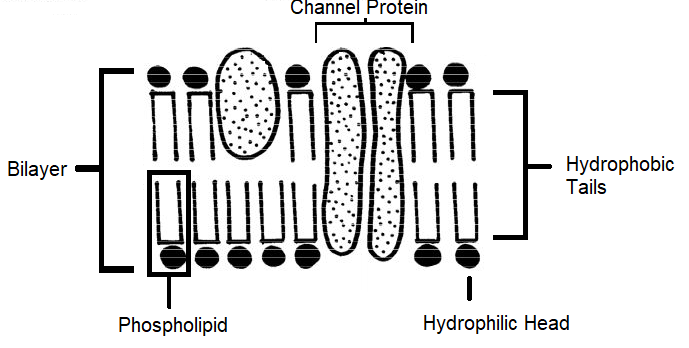 Channel Protein
Bilayer
Hydrophobic
Tails
Phospholipid
Hydrophilic Head